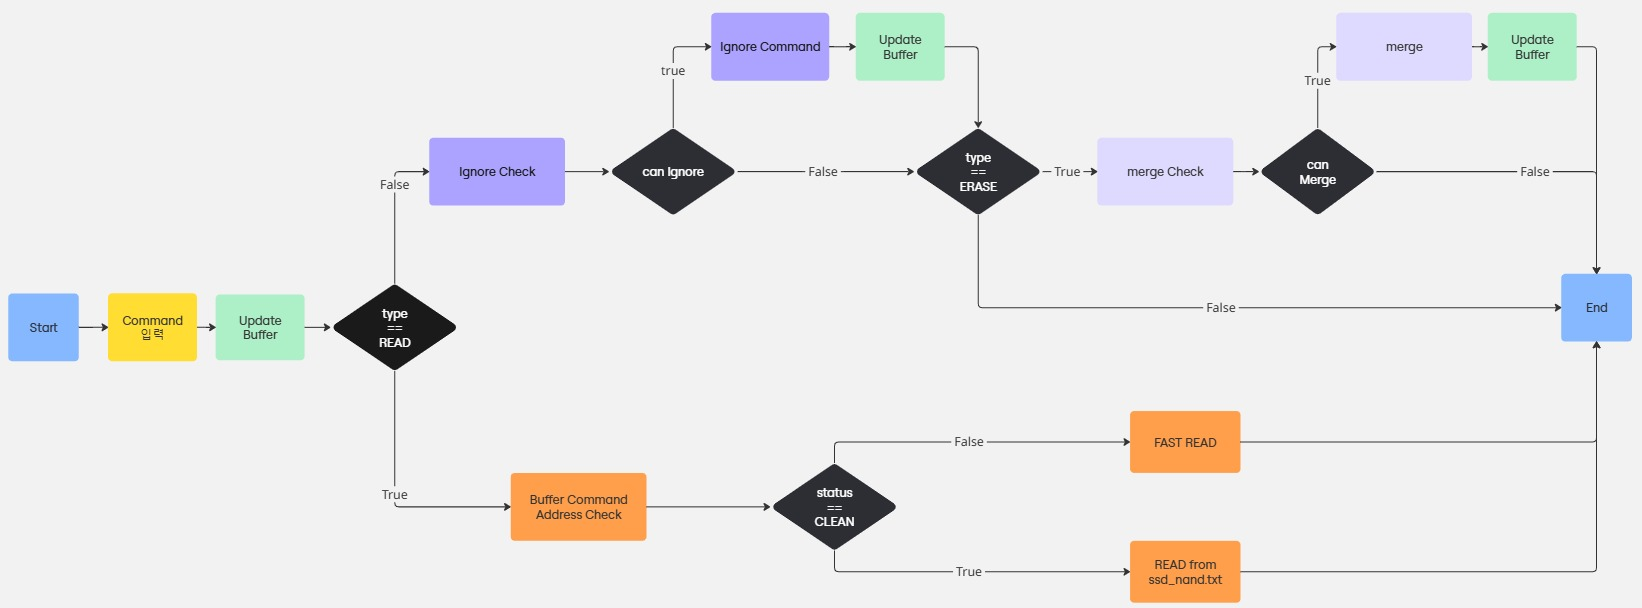 Start
Command
입력
Update
Buffer
type
==
READ
False
Ignore Check
can Ignore
true
Ignore Command
Update
Buffer
False
type
==
ERASE
True
merge Check
can
Merge
True
merge
Update
Buffer
False
False
End
True
Buffer Command
Address Check
status
==
CLEAN
False
FAST READ
True
READ from
ssd_nand.txt